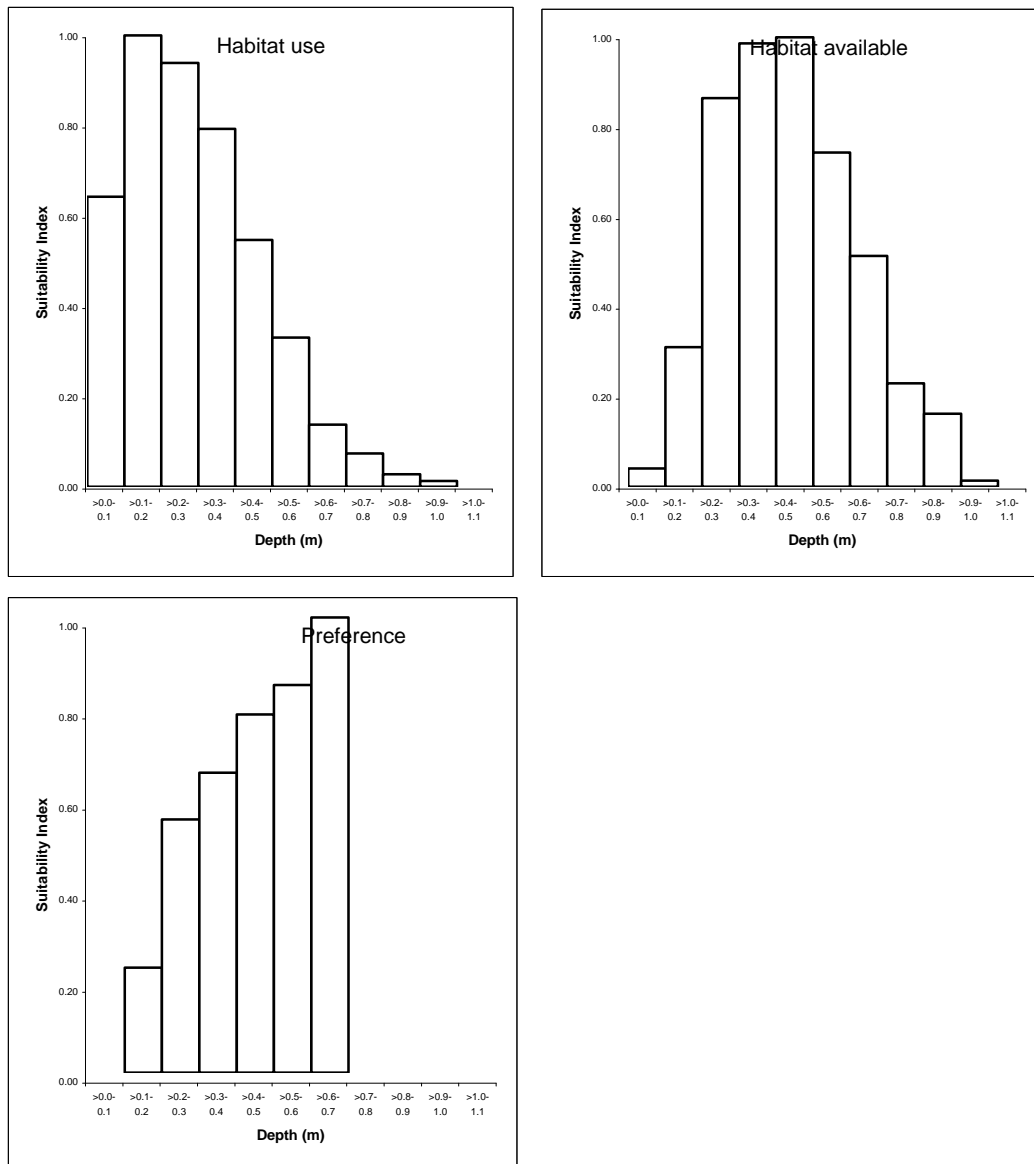 Habitat use
1.00
0.80
0.60
0.40
0.20
0.00
Suitability Index
>0.0- >0.1- >0.2- >0.3- >0.4- >0.5- >0.6- >0.7- >0.8- >0.9- >1.0-
0.1 0.2 0.3 0.4 0.5 0.6 0.7 0.8 0.9 1.0 1.1
Depth (m)
Habitat available
1.00
0.80
0.60
0.40
0.20
0.00
Suitability Index
>0.0- >0.1- >0.2- >0.3- >0.4- >0.5- >0.6- >0.7- >0.8- >0.9- >1.0-
0.1 0.2 0.3 0.4 0.5 0.6 0.7 0.8 0.9 1.0 1.1
Depth (m)
Preference
1.00
0.80
0.60
0.40
0.20
0.00
Suitability Index
>0.0- >0.1- >0.2- >0.3- >0.4- >0.5- >0.6- >0.7- >0.8- >0.9- >1.0-
0.1 0.2 0.3 0.4 0.5 0.6 0.7 0.8 0.9 1.0 1.1
Depth (m)